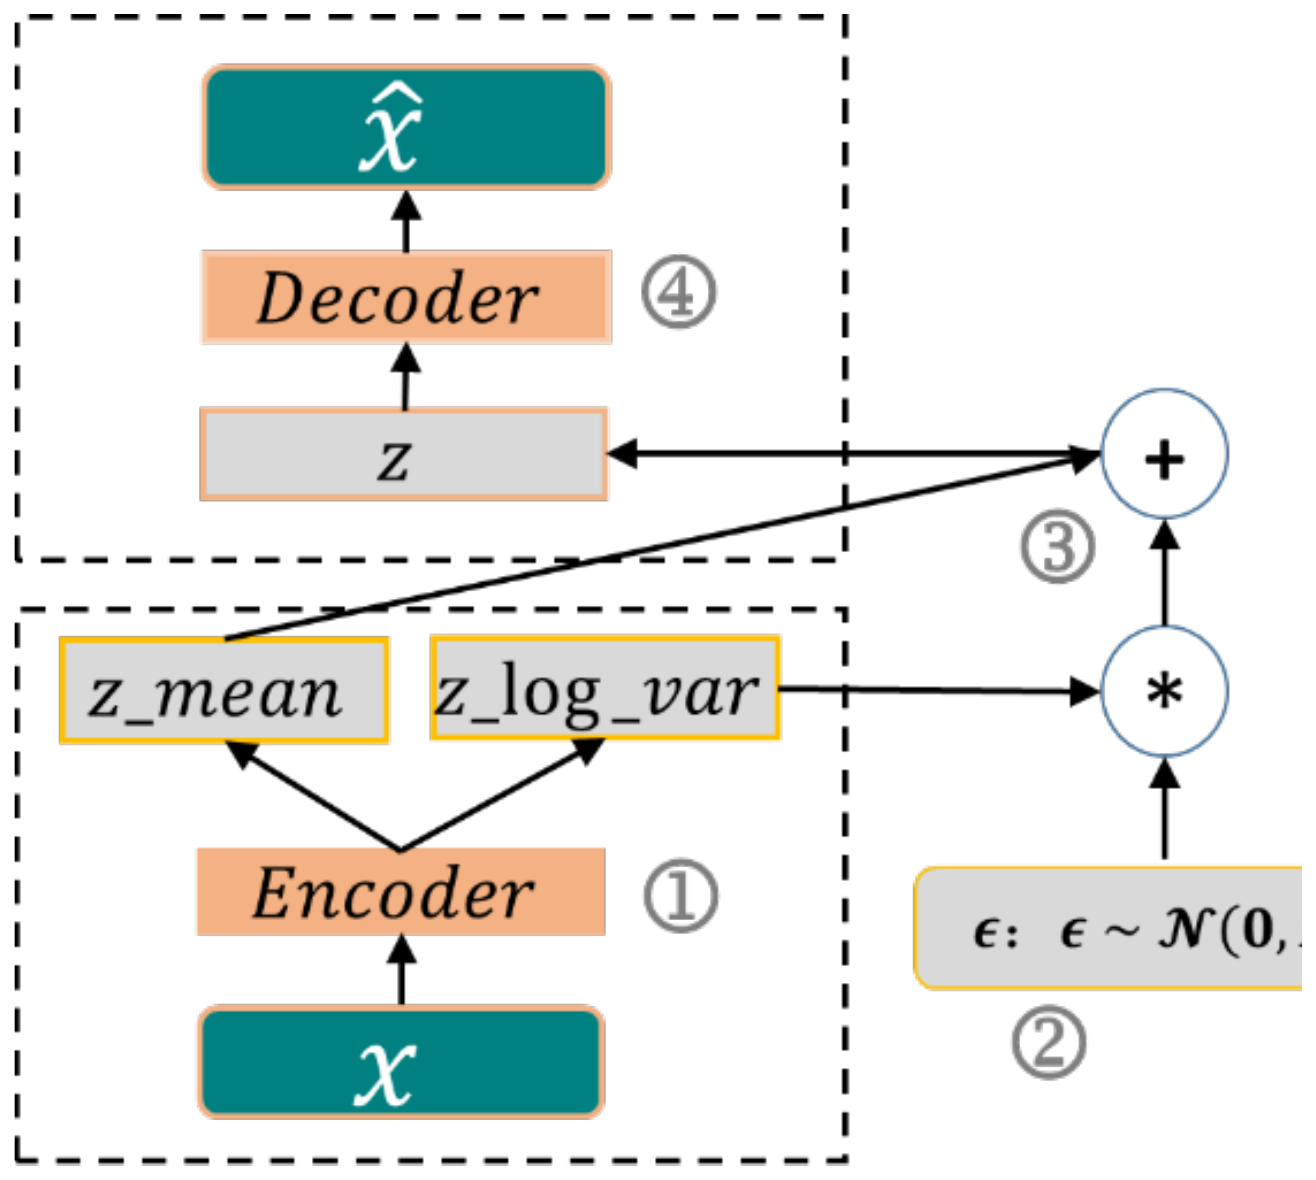 x̂
Decoder ④
z
+
③
z_mean z_log_var
*
Encoder ①
ϵ: ϵ ~ 𝒩(0,
②
x